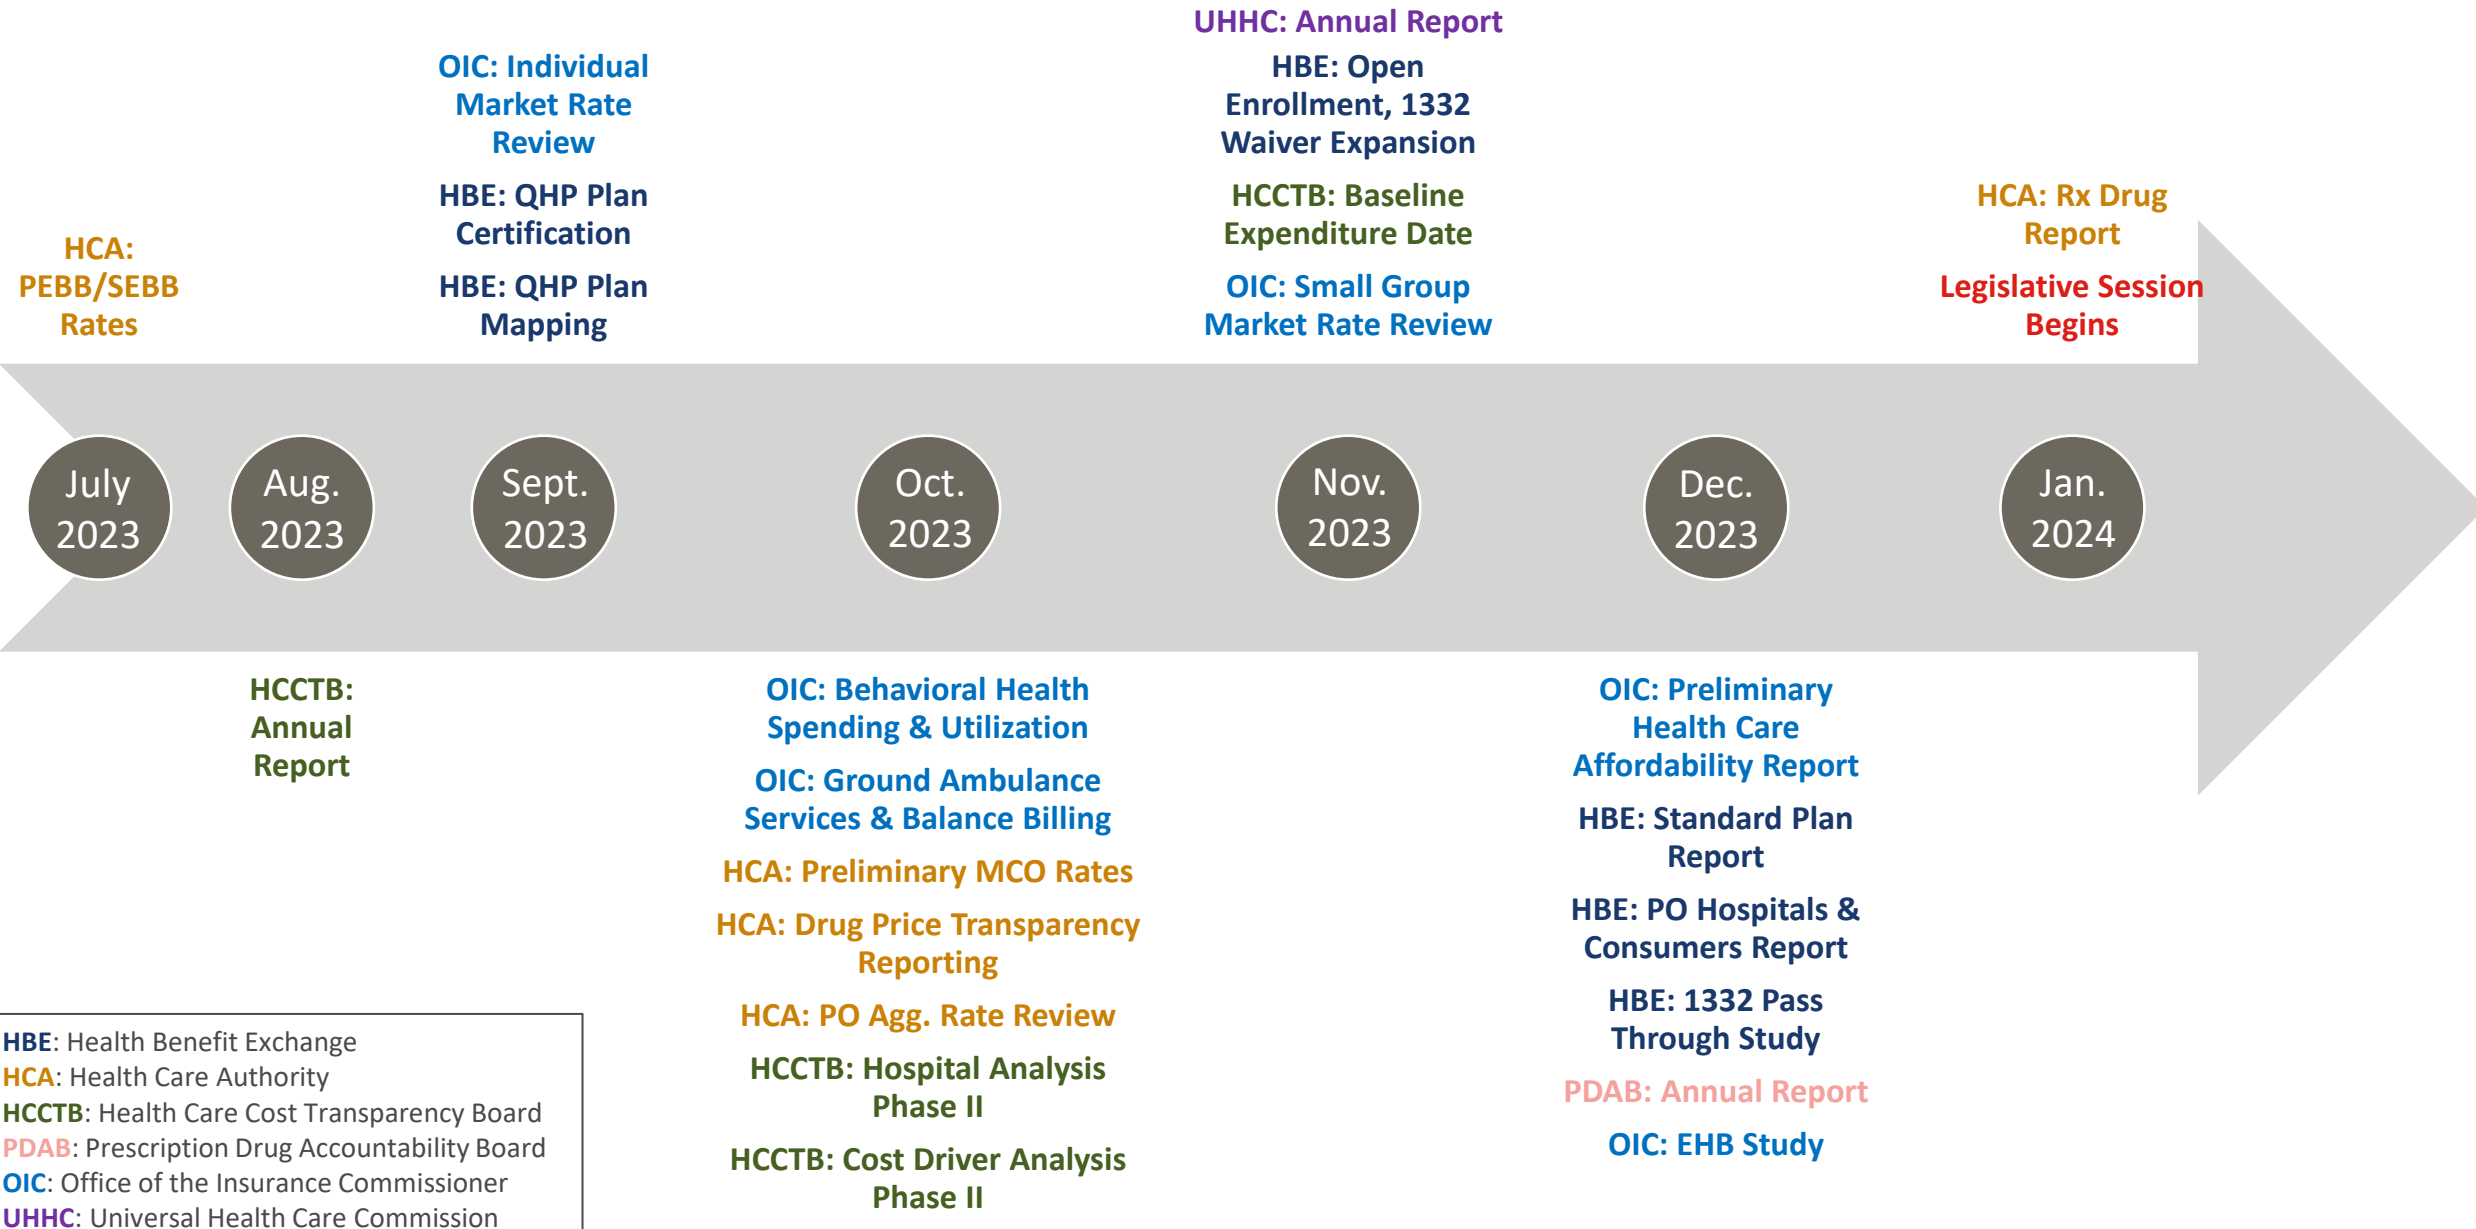 UHHC: Annual Report
HBE: Open
Enrollment, 1332
Waiver Expansion
HCCTB: Baseline
Expenditure Date
OIC: Small Group
Market Rate Review
OIC: Individual
Market Rate
Review
HBE: QHP Plan
Certification
HBE: QHP Plan
Mapping
HCA:
PEBB/SEBB
Rates
HCA: Rx Drug
Report
Legislative Session
Begins
July
2023
Aug.
2023
Sept.
2023
Oct.
2023
Nov.
2023
Dec.
2023
Jan.
2024
HCCTB:
Annual
Report
OIC: Behavioral Health
Spending & Utilization
OIC: Ground Ambulance
Services & Balance Billing
HCA: Preliminary MCO Rates
HCA: Drug Price Transparency
Reporting
HCA: PO Agg. Rate Review
HCCTB: Hospital Analysis
Phase II
HCCTB: Cost Driver Analysis
Phase II
OIC: Preliminary
Health Care
Affordability Report
HBE: Standard Plan
Report
HBE: PO Hospitals &
Consumers Report
HBE: 1332 Pass
Through Study
PDAB: Annual Report
OIC: EHB Study
HBE: Health Benefit Exchange
HCA: Health Care Authority
HCCTB: Health Care Cost Transparency Board
PDAB: Prescription Drug Accountability Board
OIC: Office of the Insurance Commissioner
UHHC: Universal Health Care Commission